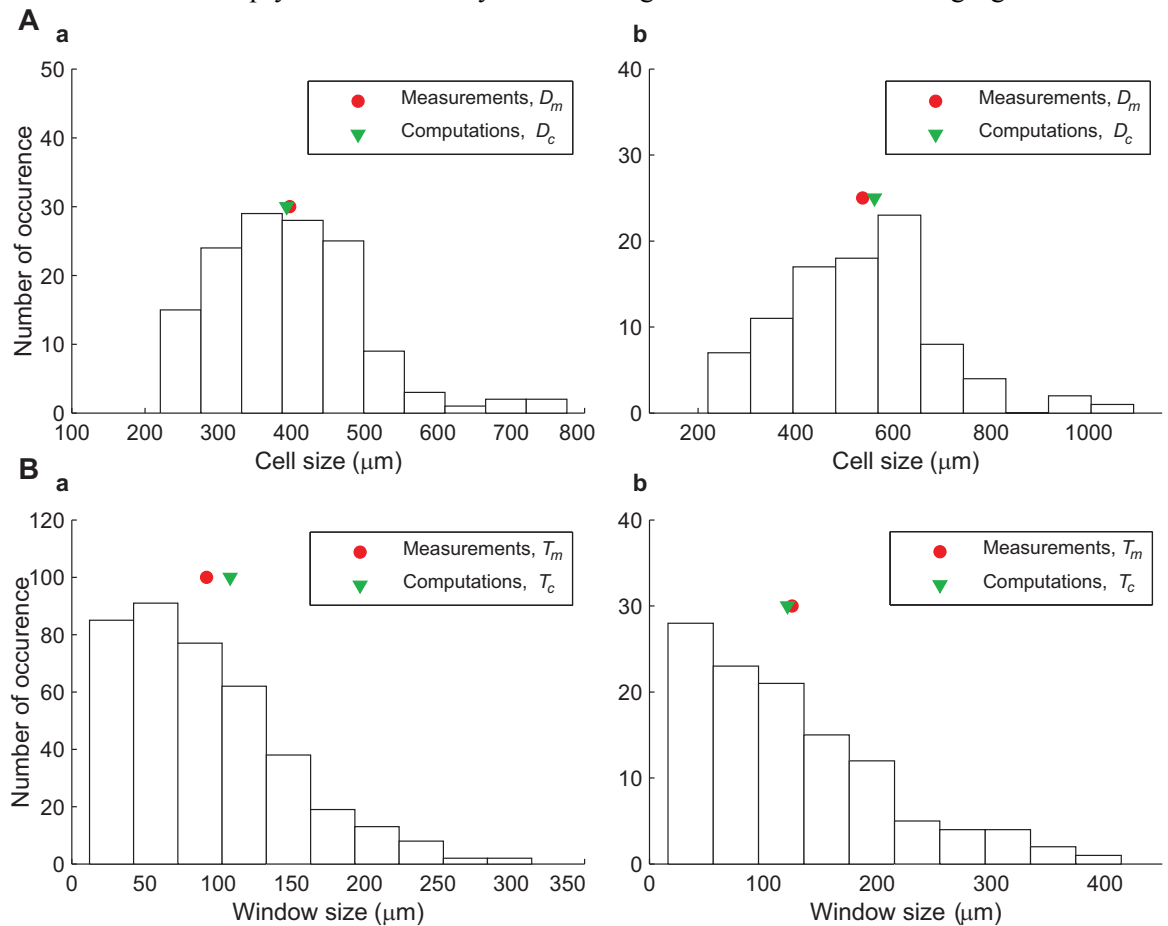 A
a
50
40
30
20
10
0
Number of occurence
Measurements, Dm
Computations, Dc
100 200 300 400 500 600 700 800
Cell size (μm)
b
40
30
20
10
0
Measurements, Dm
Computations, Dc
200 400 600 800 1000
Cell size (μm)
B
a
120
100
80
60
40
20
0
Number of occurence
Measurements, Tm
Computations, Tc
0 50 100 150 200 250 300 350
Window size (μm)
b
40
30
20
10
0
Measurements, Tm
Computations, Tc
0 100 200 300 400
Window size (μm)